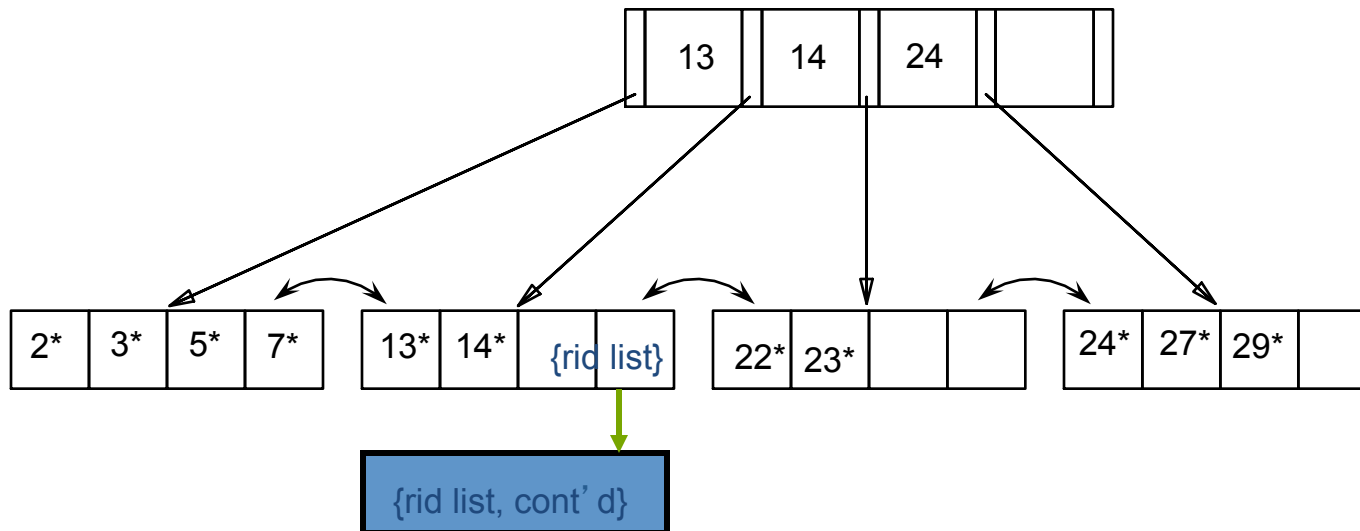 13 14 24
2* 3* 5* 7* 13* 14* {rid list} 22* 23* 24* 27* 29*
{rid list, cont’ d}